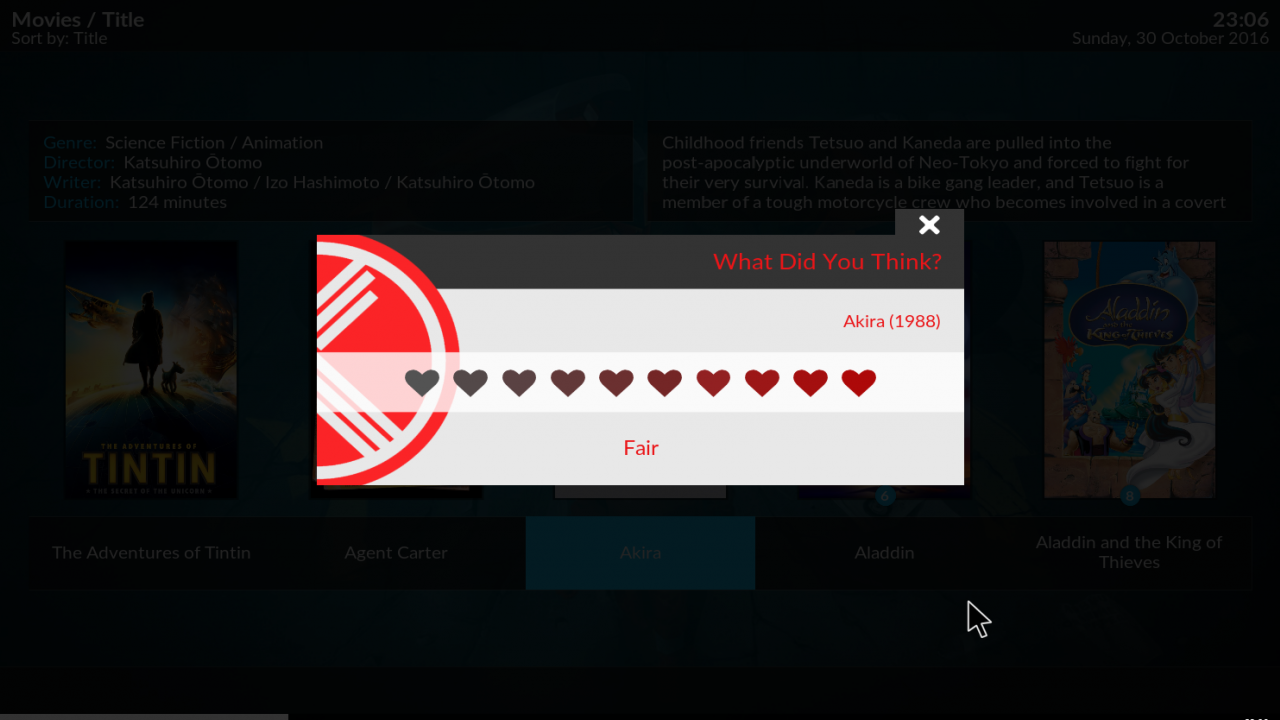 Movies / Title
Sort by: Title
23:06
Sunday, 30 October 2016
Genre: Science Fiction / Animation
Director: Katsuhiro Ōtomo
Writer: Katsuhiro Ōtomo / Izo Hashimoto / Katsuhiro Ōtomo
Duration: 124 minutes
Childhood friends Tetsuo and Kaneda are pulled into the
post-apocalyptic underworld of Neo-Tokyo and forced to fight for
their very survival. Kaneda is a bike gang leader, and Tetsuo is a
member of a tough motorcycle crew who becomes involved in a covert
What Did You Think?
Akira (1988)
Fair
THE ADVENTURES OF
TINTIN
THE SECRET OF THE UNICORN
Aladdin
and the
KING OF THIEVES
6
8
The Adventures of Tintin
Agent Carter
Akira
Aladdin
Aladdin and the King of
Thieves